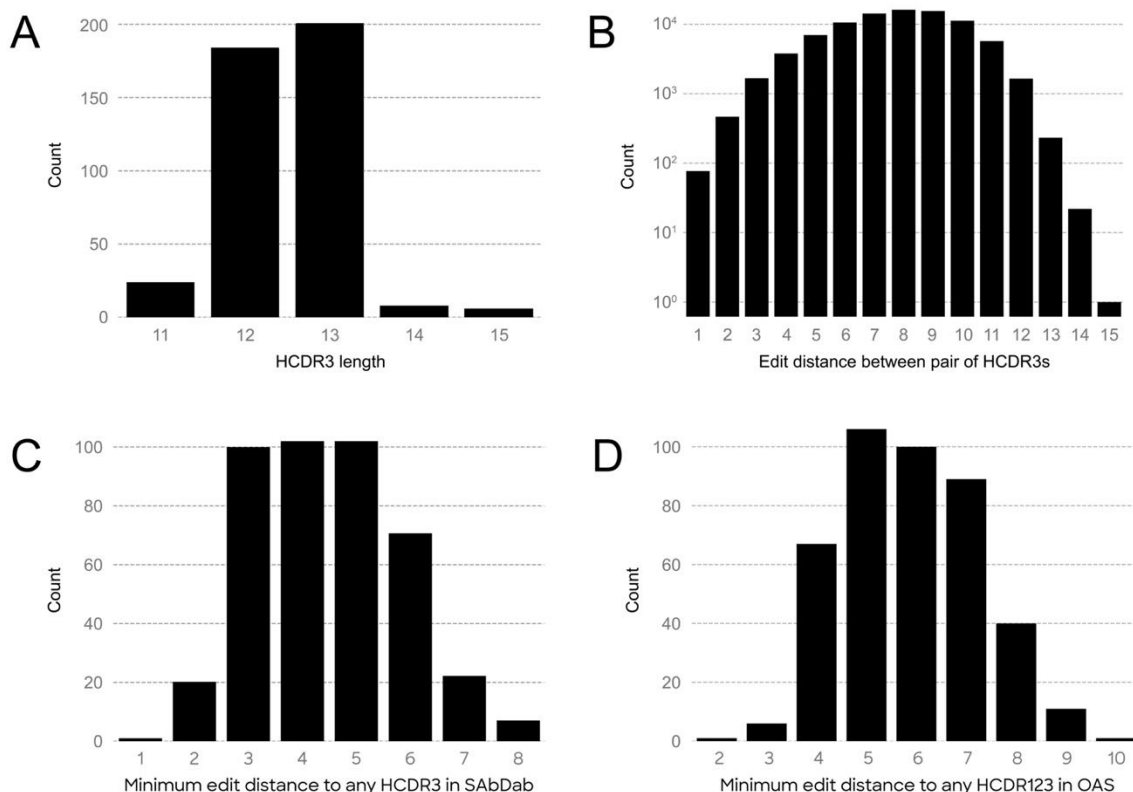 A
200
150
100
50
0
Count
11 12 13 14 15
HCDR3 length
B
10⁴
10³
10²
10¹
10⁰
Count
1 2 3 4 5 6 7 8 9 10 11 12 13 14 15
Edit distance between pair of HCDR3s
C
100
80
60
40
20
0
Count
1 2 3 4 5 6 7 8
Minimum edit distance to any HCDR3 in SAbDab
D
100
80
60
40
20
0
Count
2 3 4 5 6 7 8 9 10
Minimum edit distance to any HCDR123 in OAS